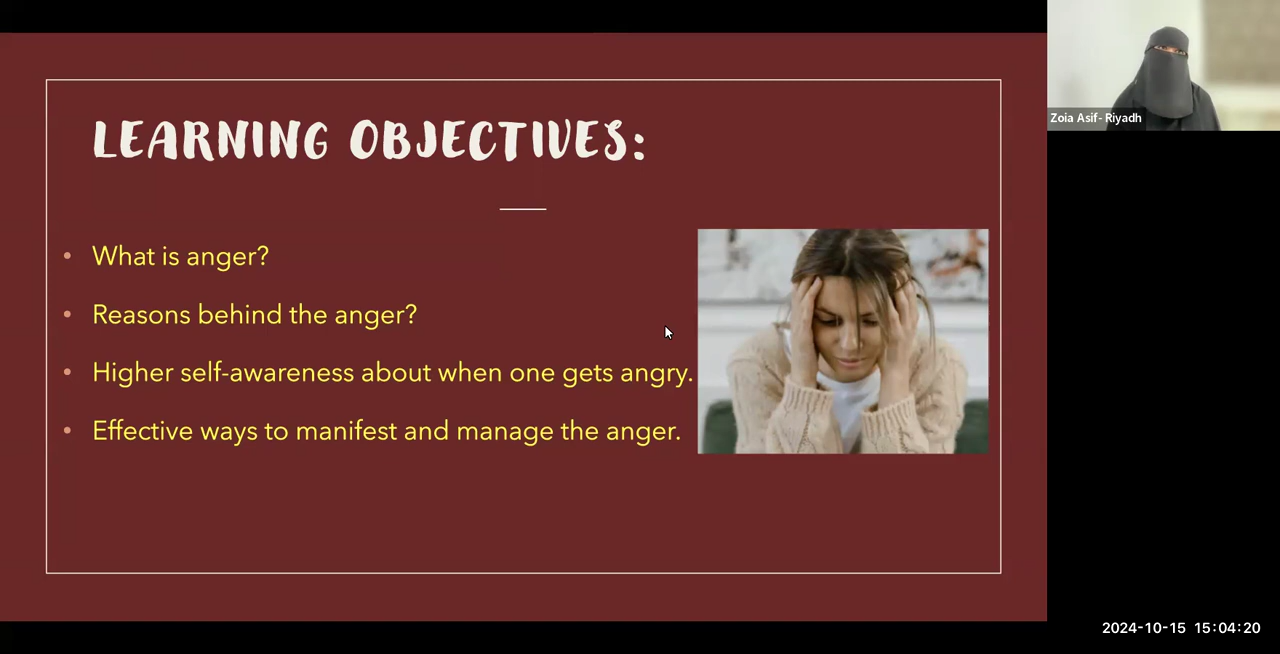 LEARNING OBJECTIVES:
• What is anger?
• Reasons behind the anger?
• Higher self-awareness about when one gets angry.
• Effective ways to manifest and manage the anger.
Zoia Asif- Riyadh
2024-10-15 15:04:20